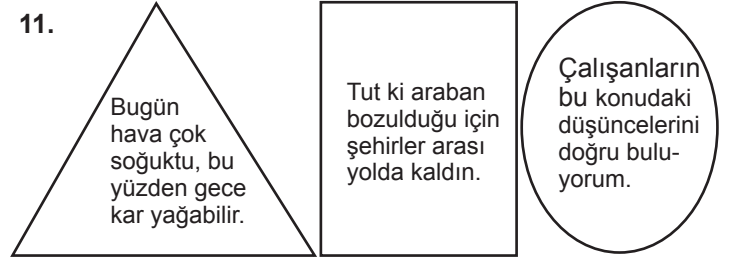 11.
Bugün
hava çok
soğuktu, bu
yüzden gece
kar yağabilir.
Tut ki araban
bozulduğu için
şehirler arası
yolda kaldın.
Çalışanların
bu konudaki
düşüncelerini
doğru bulu-
yorum.